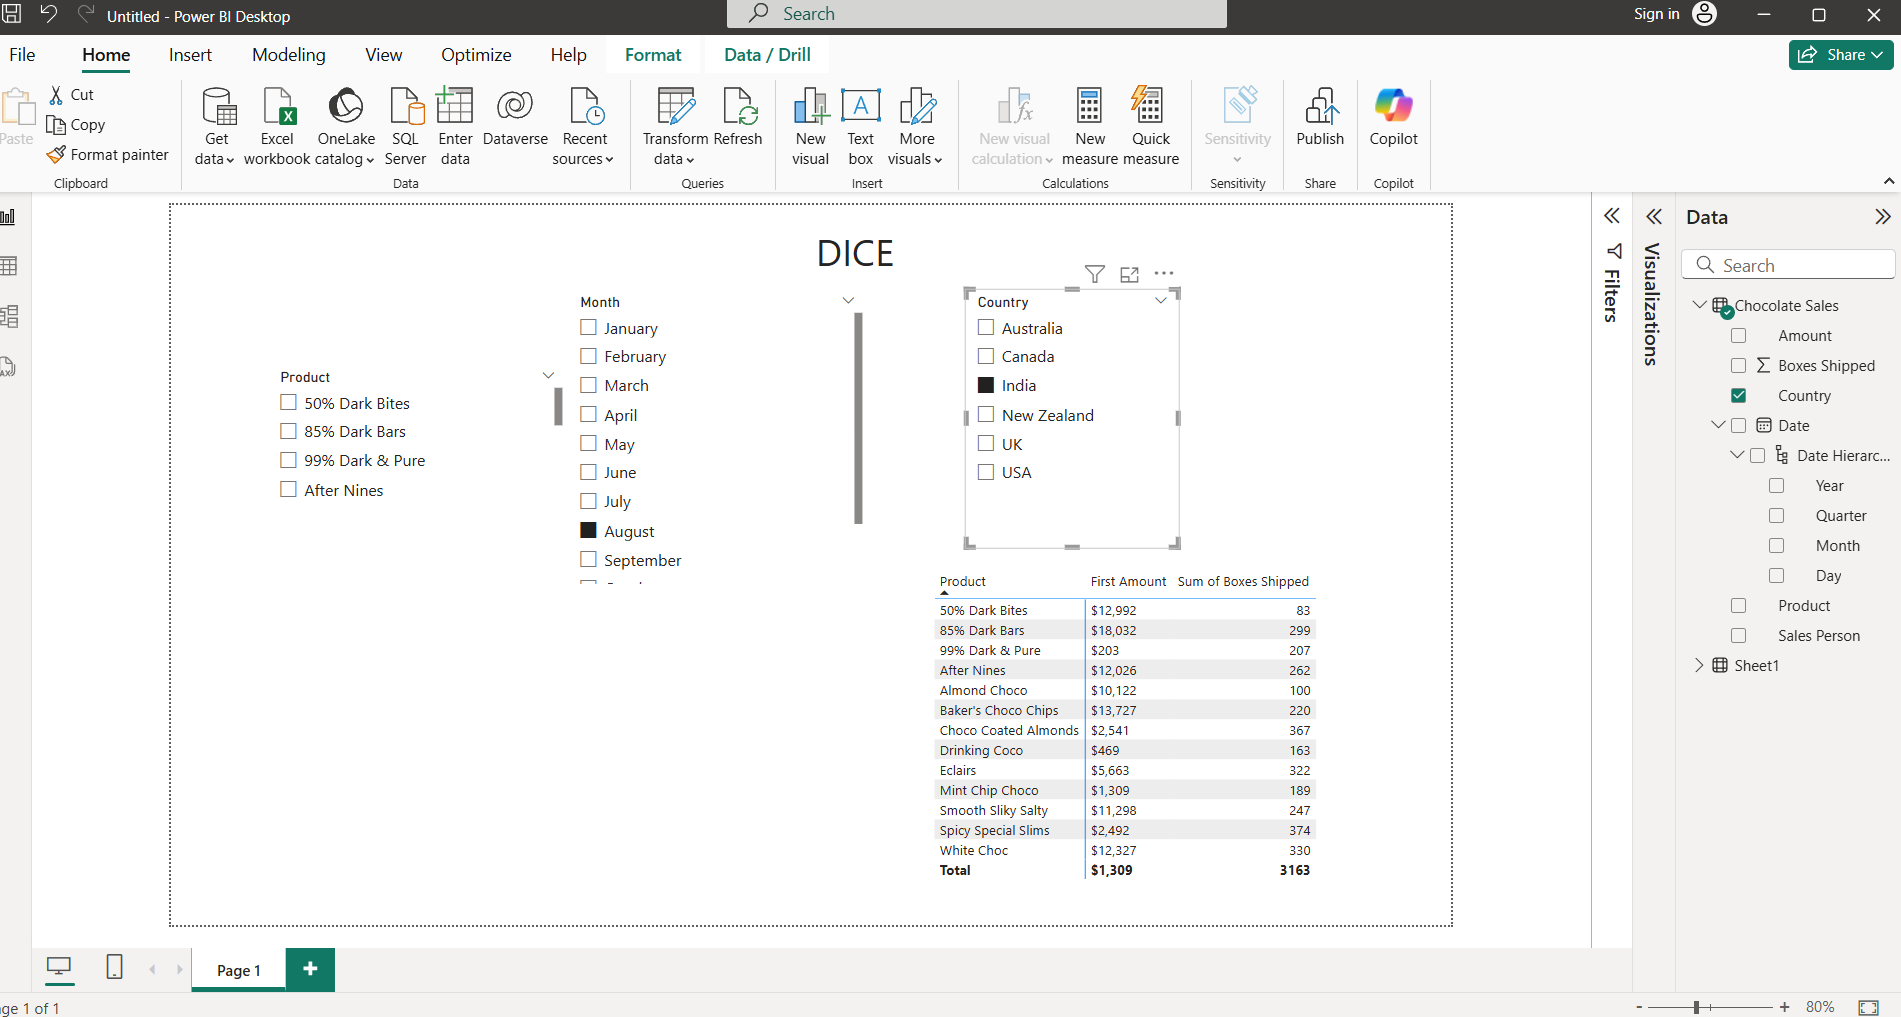 Untitled - Power BI Desktop
Search
Sign in
File
Home
Insert
Modeling
View
Optimize
Help
Format
Data / Drill
Share
Paste
Cut
Copy
Format painter
Clipboard
Get data
Excel workbook
OneLake catalog
SQL Server
Enter data
Dataverse
Recent sources
Data
Transform data
Refresh
Queries
New visual
Text box
More visuals
Insert
New visual calculation
New measure
Quick measure
Calculations
Sensitivity
Sensitivity
Publish
Share
Copilot
Copilot
DICE
Product
50% Dark Bites
85% Dark Bars
99% Dark & Pure
After Nines
Month
January
February
March
April
May
June
July
August
September
Country
Australia
Canada
India
New Zealand
UK
USA
Product First Amount Sum of Boxes Shipped
50% Dark Bites $12,992 83
85% Dark Bars $18,032 299
99% Dark & Pure $203 207
After Nines $12,026 262
Almond Choco $10,122 100
Baker's Choco Chips $13,727 220
Choco Coated Almonds $2,541 367
Drinking Coco $469 163
Eclairs $5,663 322
Mint Chip Choco $1,309 189
Smooth Sliky Salty $11,298 247
Spicy Special Slims $2,492 374
White Choc $12,327 330
Total $1,309 3163
Filters
Visualizations
Data
Search
Chocolate Sales
Amount
Boxes Shipped
Country
Date
Date Hierarc...
Year
Quarter
Month
Day
Product
Sales Person
Sheet1
Page 1
ge 1 of 1
80%